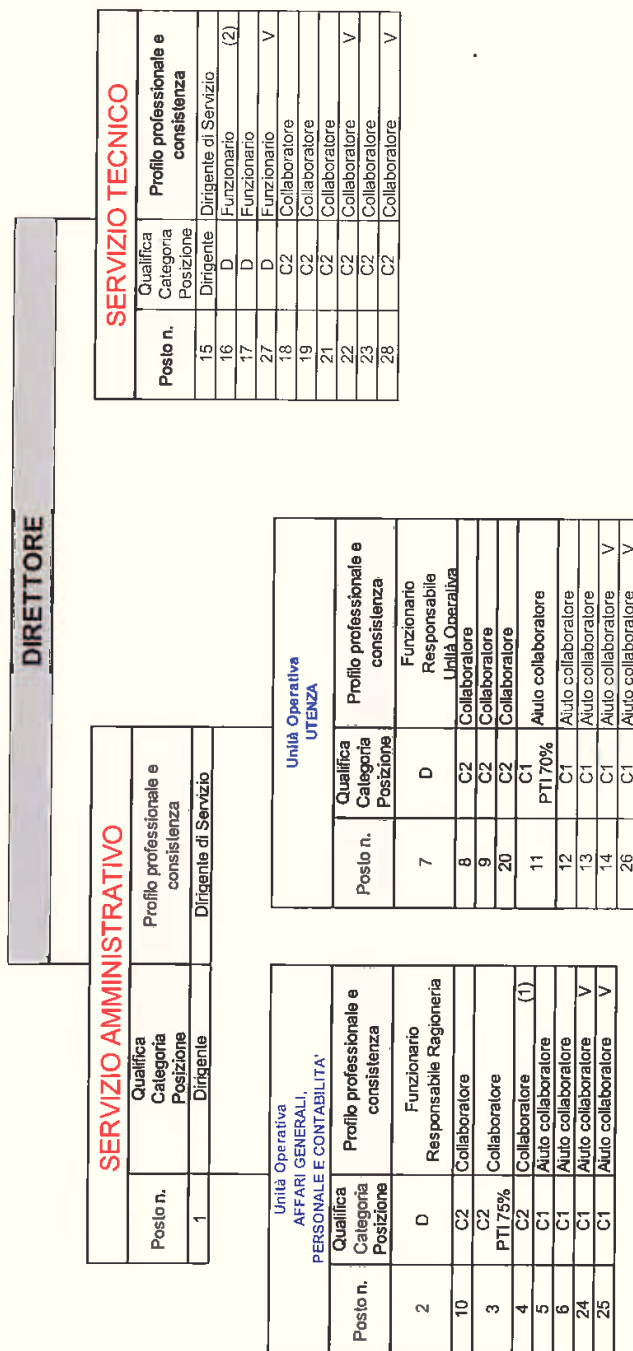 DIRETTORE
SERVIZIO AMMINISTRATIVO
Posto n. Qualifica Categoria Posizione Profilo professionale e consistenza
1 Dirigente Dirigente di Servizio
Unità Operativa
AFFARI GENERALI,
PERSONALE E CONTABILITA'
Posto n. Qualifica Categoria Posizione Profilo professionale e consistenza
2 D Funzionario Responsabile Ragioneria
10 C2 Collaboratore
3 C2 PTI 75% Collaboratore
4 C2 Collaboratore (1)
5 C1 Aiuto collaboratore
6 C1 Aiuto collaboratore
24 C1 Aiuto collaboratore V
25 C1 Aiuto collaboratore V
Unità Operativa
UTENZA
Posto n. Qualifica Categoria Posizione Profilo professionale e consistenza
7 D Funzionario Responsabile Unità Operativa
8 C2 Collaboratore
9 C2 Collaboratore
20 C2 Collaboratore
11 C1 PTI 70% Aiuto collaboratore
12 C1 Aiuto collaboratore
13 C1 Aiuto collaboratore
14 C1 Aiuto collaboratore V
26 C1 Aiuto collaboratore V
SERVIZIO TECNICO
Posto n. Qualifica Categoria Posizione Profilo professionale e consistenza
15 Dirigente Dirigente di Servizio
16 D Funzionario (2)
17 D Funzionario
27 D Funzionario V
18 C2 Collaboratore
19 C2 Collaboratore
21 C2 Collaboratore
22 C2 Collaboratore V
23 C2 Collaboratore
28 C2 Collaboratore V